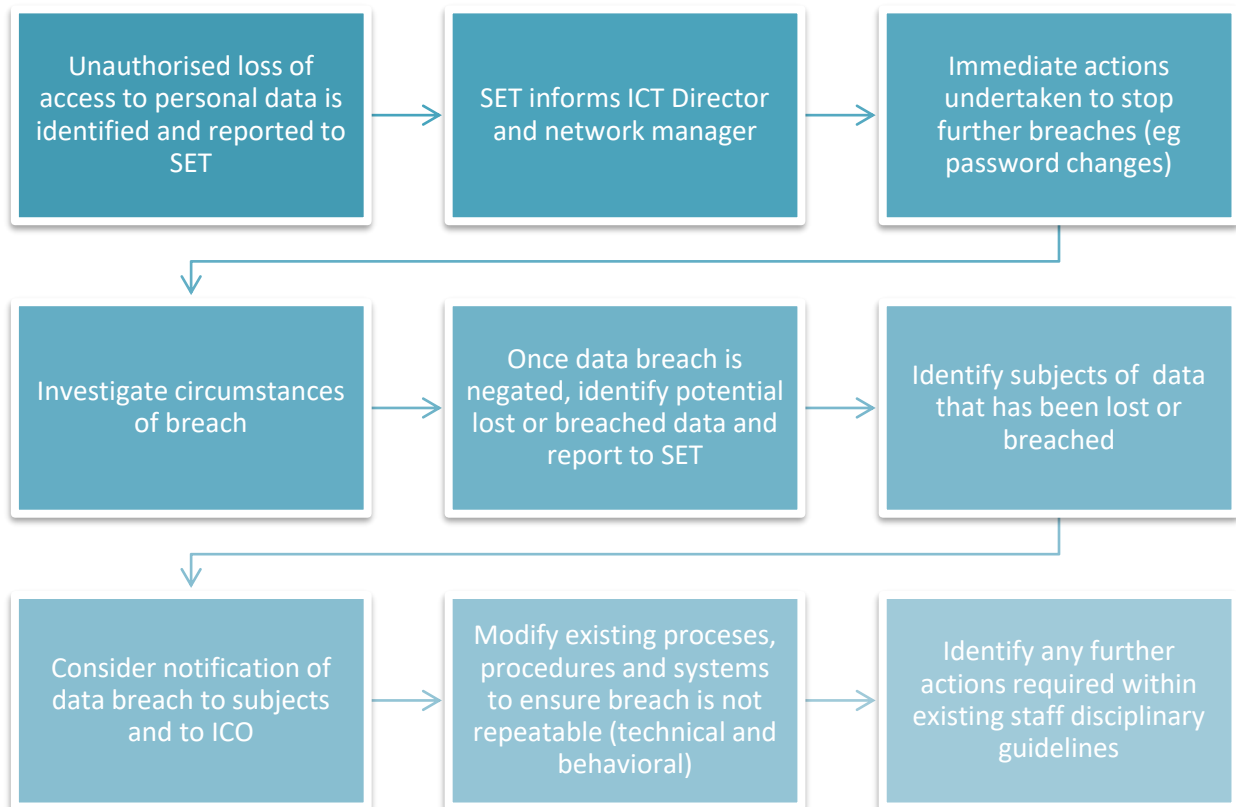 Unauthorised loss of
access to personal data is
identified and reported to
SET
SET informs ICT Director
and network manager
Immediate actions
undertaken to stop
further breaches (eg
password changes)
Investigate circumstances
of breach
Once data breach is
negated, identify potential
lost or breached data and
report to SET
Identify subjects of  data
that has been lost or
breached
Consider notification of
data breach to subjects
and to ICO
Modify existing proceses,
procedures and systems
to ensure breach is not
repeatable (technical and
behavioral)
Identify any further
actions required within
existing staff disciplinary
guidelines